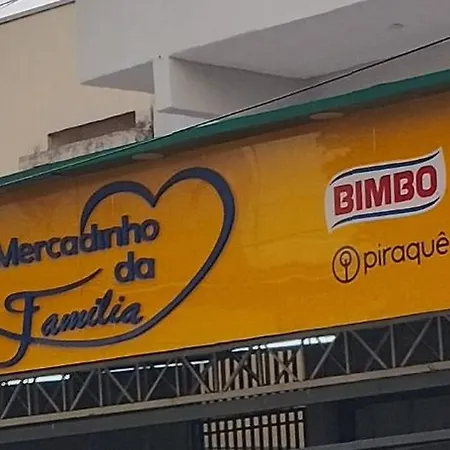 Mercadinho
da
Família
BIMBO
piraquê